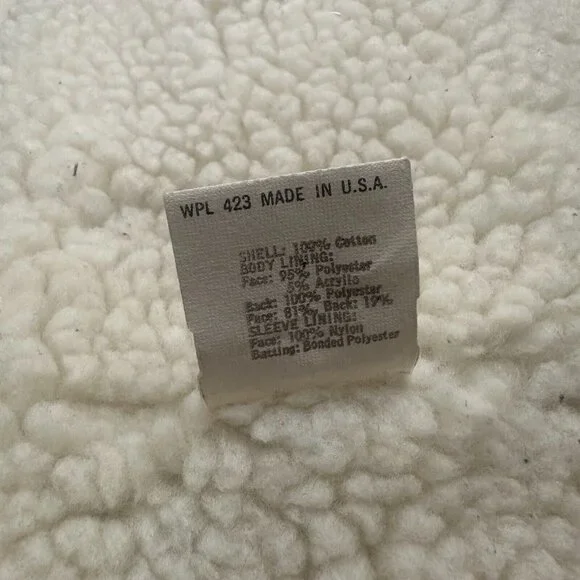 WPL 423 MADE IN U.S.A.
SHELL: 100% Cotton
BODY LINING:
Face: 95% Polyester
5% Acrylic
Back: 100% Polyester
Face: 81%, Back: 19%
SLEEVE LINING:
Face: 100% Nylon
Batting: Bonded Polyester